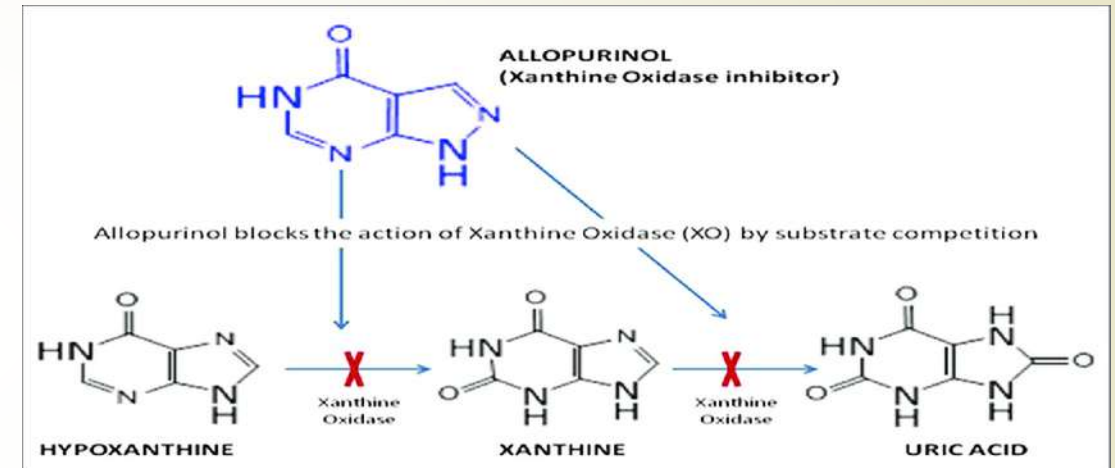 O
ALLOPURINOL
(Xanthine Oxidase inhibitor)
HN
N
N
N
H
Allopurinol blocks the action of Xanthine Oxidase (XO) by substrate competition
O
HN
N
N
N
H
X
Xanthine
Oxidase
O
HN
N
O
N
H
N
H
X
Xanthine
Oxidase
O
HN
H
N
O
O
N
H
N
H
HYPOXANTHINE
XANTHINE
URIC ACID